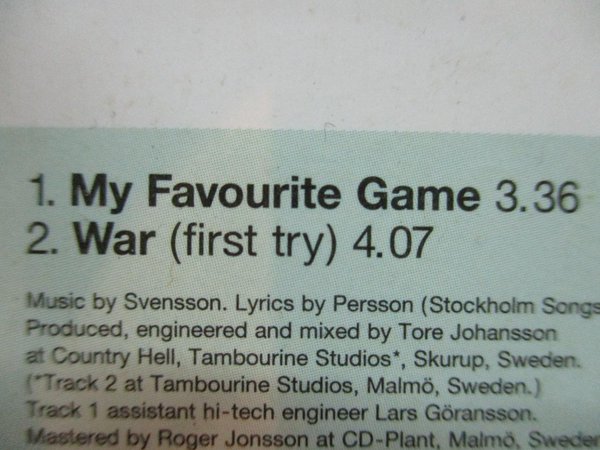 1. My Favourite Game 3.36
2. War (first try) 4.07
Music by Svensson. Lyrics by Persson (Stockholm Songs
Produced, engineered and mixed by Tore Johansson
at Country Hell, Tambourine Studios*, Skurup, Sweden.
(*Track 2 at Tambourine Studios, Malmö, Sweden.)
Track 1 assistant hi-tech engineer Lars Göransson.
Mastered by Roger Jonsson at CD-Plant, Malmö, Sweden